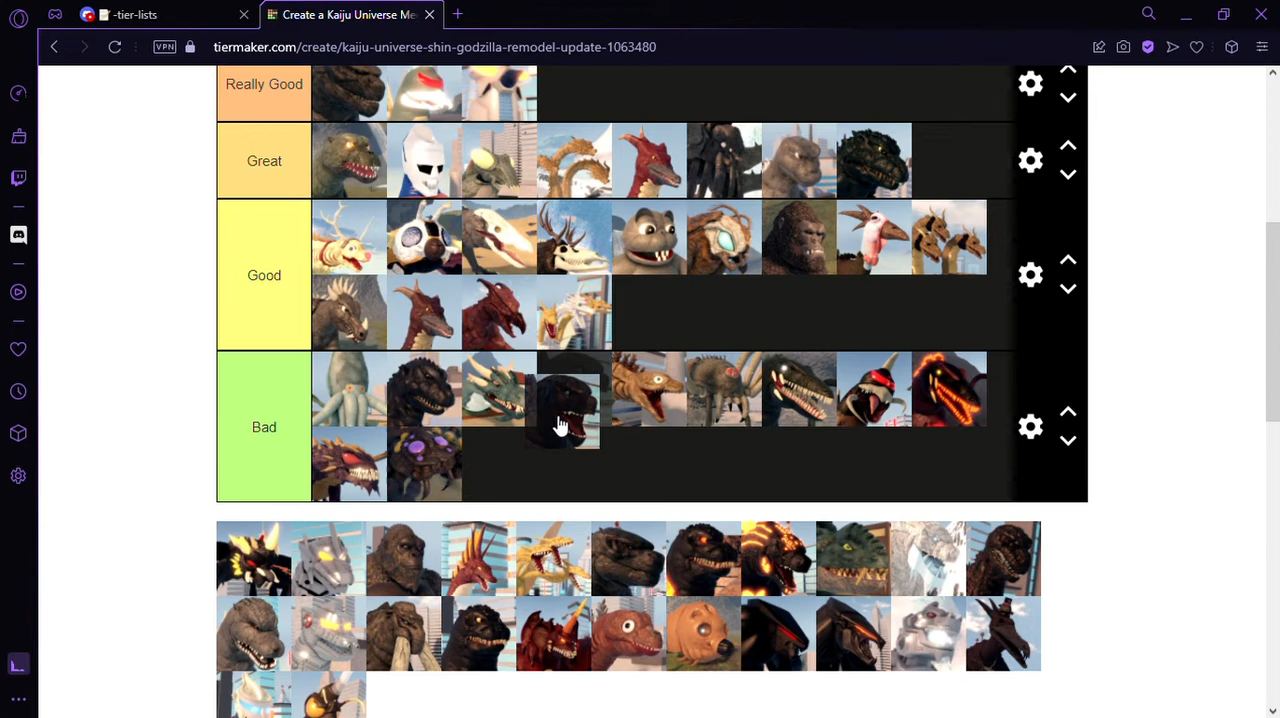 -tier-lists
Create a Kaiju Universe Me
VPN
tiermaker.com/create/kaiju-universe-shin-godzilla-remodel-update-1063480
Really Good
Great
Good
Bad